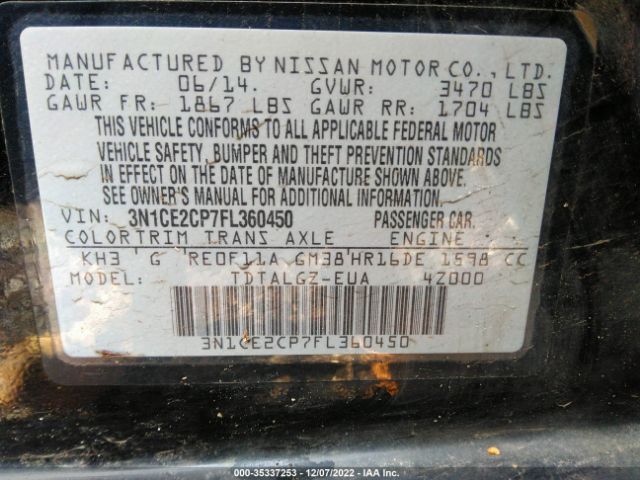 MANUFACTURED BY NISSAN MOTOR CO., LTD.
DATE: 06/14. GVWR: 3470 LBS
GAWR FR: 1867 LBS GAWR RR: 1704 LBS
THIS VEHICLE CONFORMS TO ALL APPLICABLE FEDERAL MOTOR
VEHICLE SAFETY, BUMPER AND THEFT PREVENTION STANDARDS
IN EFFECT ON THE DATE OF MANUFACTURE SHOWN ABOVE.
SEE OWNER'S MANUAL FOR ADDITIONAL INFORMATION.
VIN: 3N1CE2CP7FL360450 PASSENGER CAR.
COLOR TRIM TRANS AXLE ENGINE
KH3 'G 'RE0F11A GM38'HR16DE 1598 CC
MODEL: TDTALGZ-EUA 42000
3N1CE2CP7FL360450
000-35337253 - 12/07/2022 - IAA Inc.